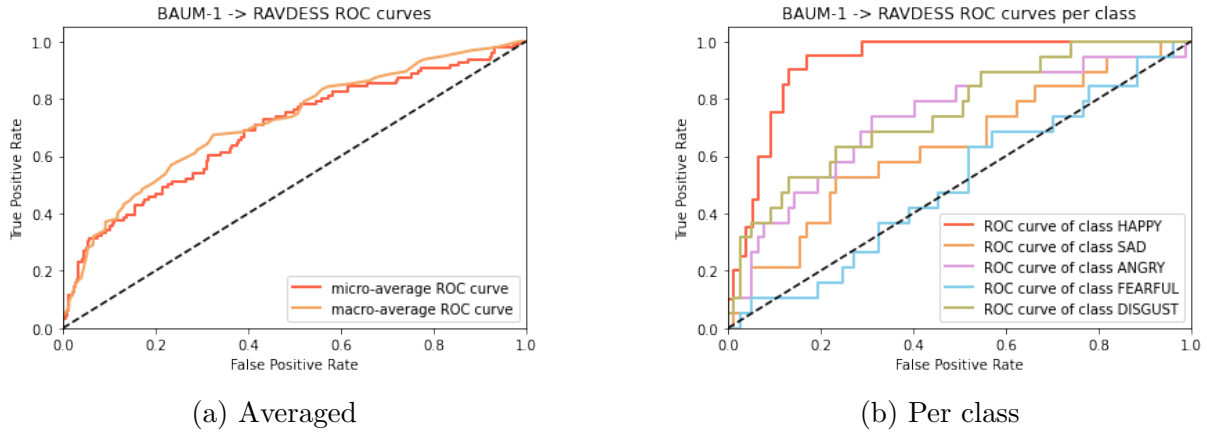 BAUM-1 -> RAVDESS ROC curves
True Positive Rate
1.0
0.8
0.6
0.4
0.2
0.0
micro-average ROC curve
macro-average ROC curve
0.0 0.2 0.4 0.6 0.8 1.0
False Positive Rate
(a) Averaged
BAUM-1 -> RAVDESS ROC curves per class
True Positive Rate
1.0
0.8
0.6
0.4
0.2
0.0
ROC curve of class HAPPY
ROC curve of class SAD
ROC curve of class ANGRY
ROC curve of class FEARFUL
ROC curve of class DISGUST
0.0 0.2 0.4 0.6 0.8 1.0
False Positive Rate
(b) Per class